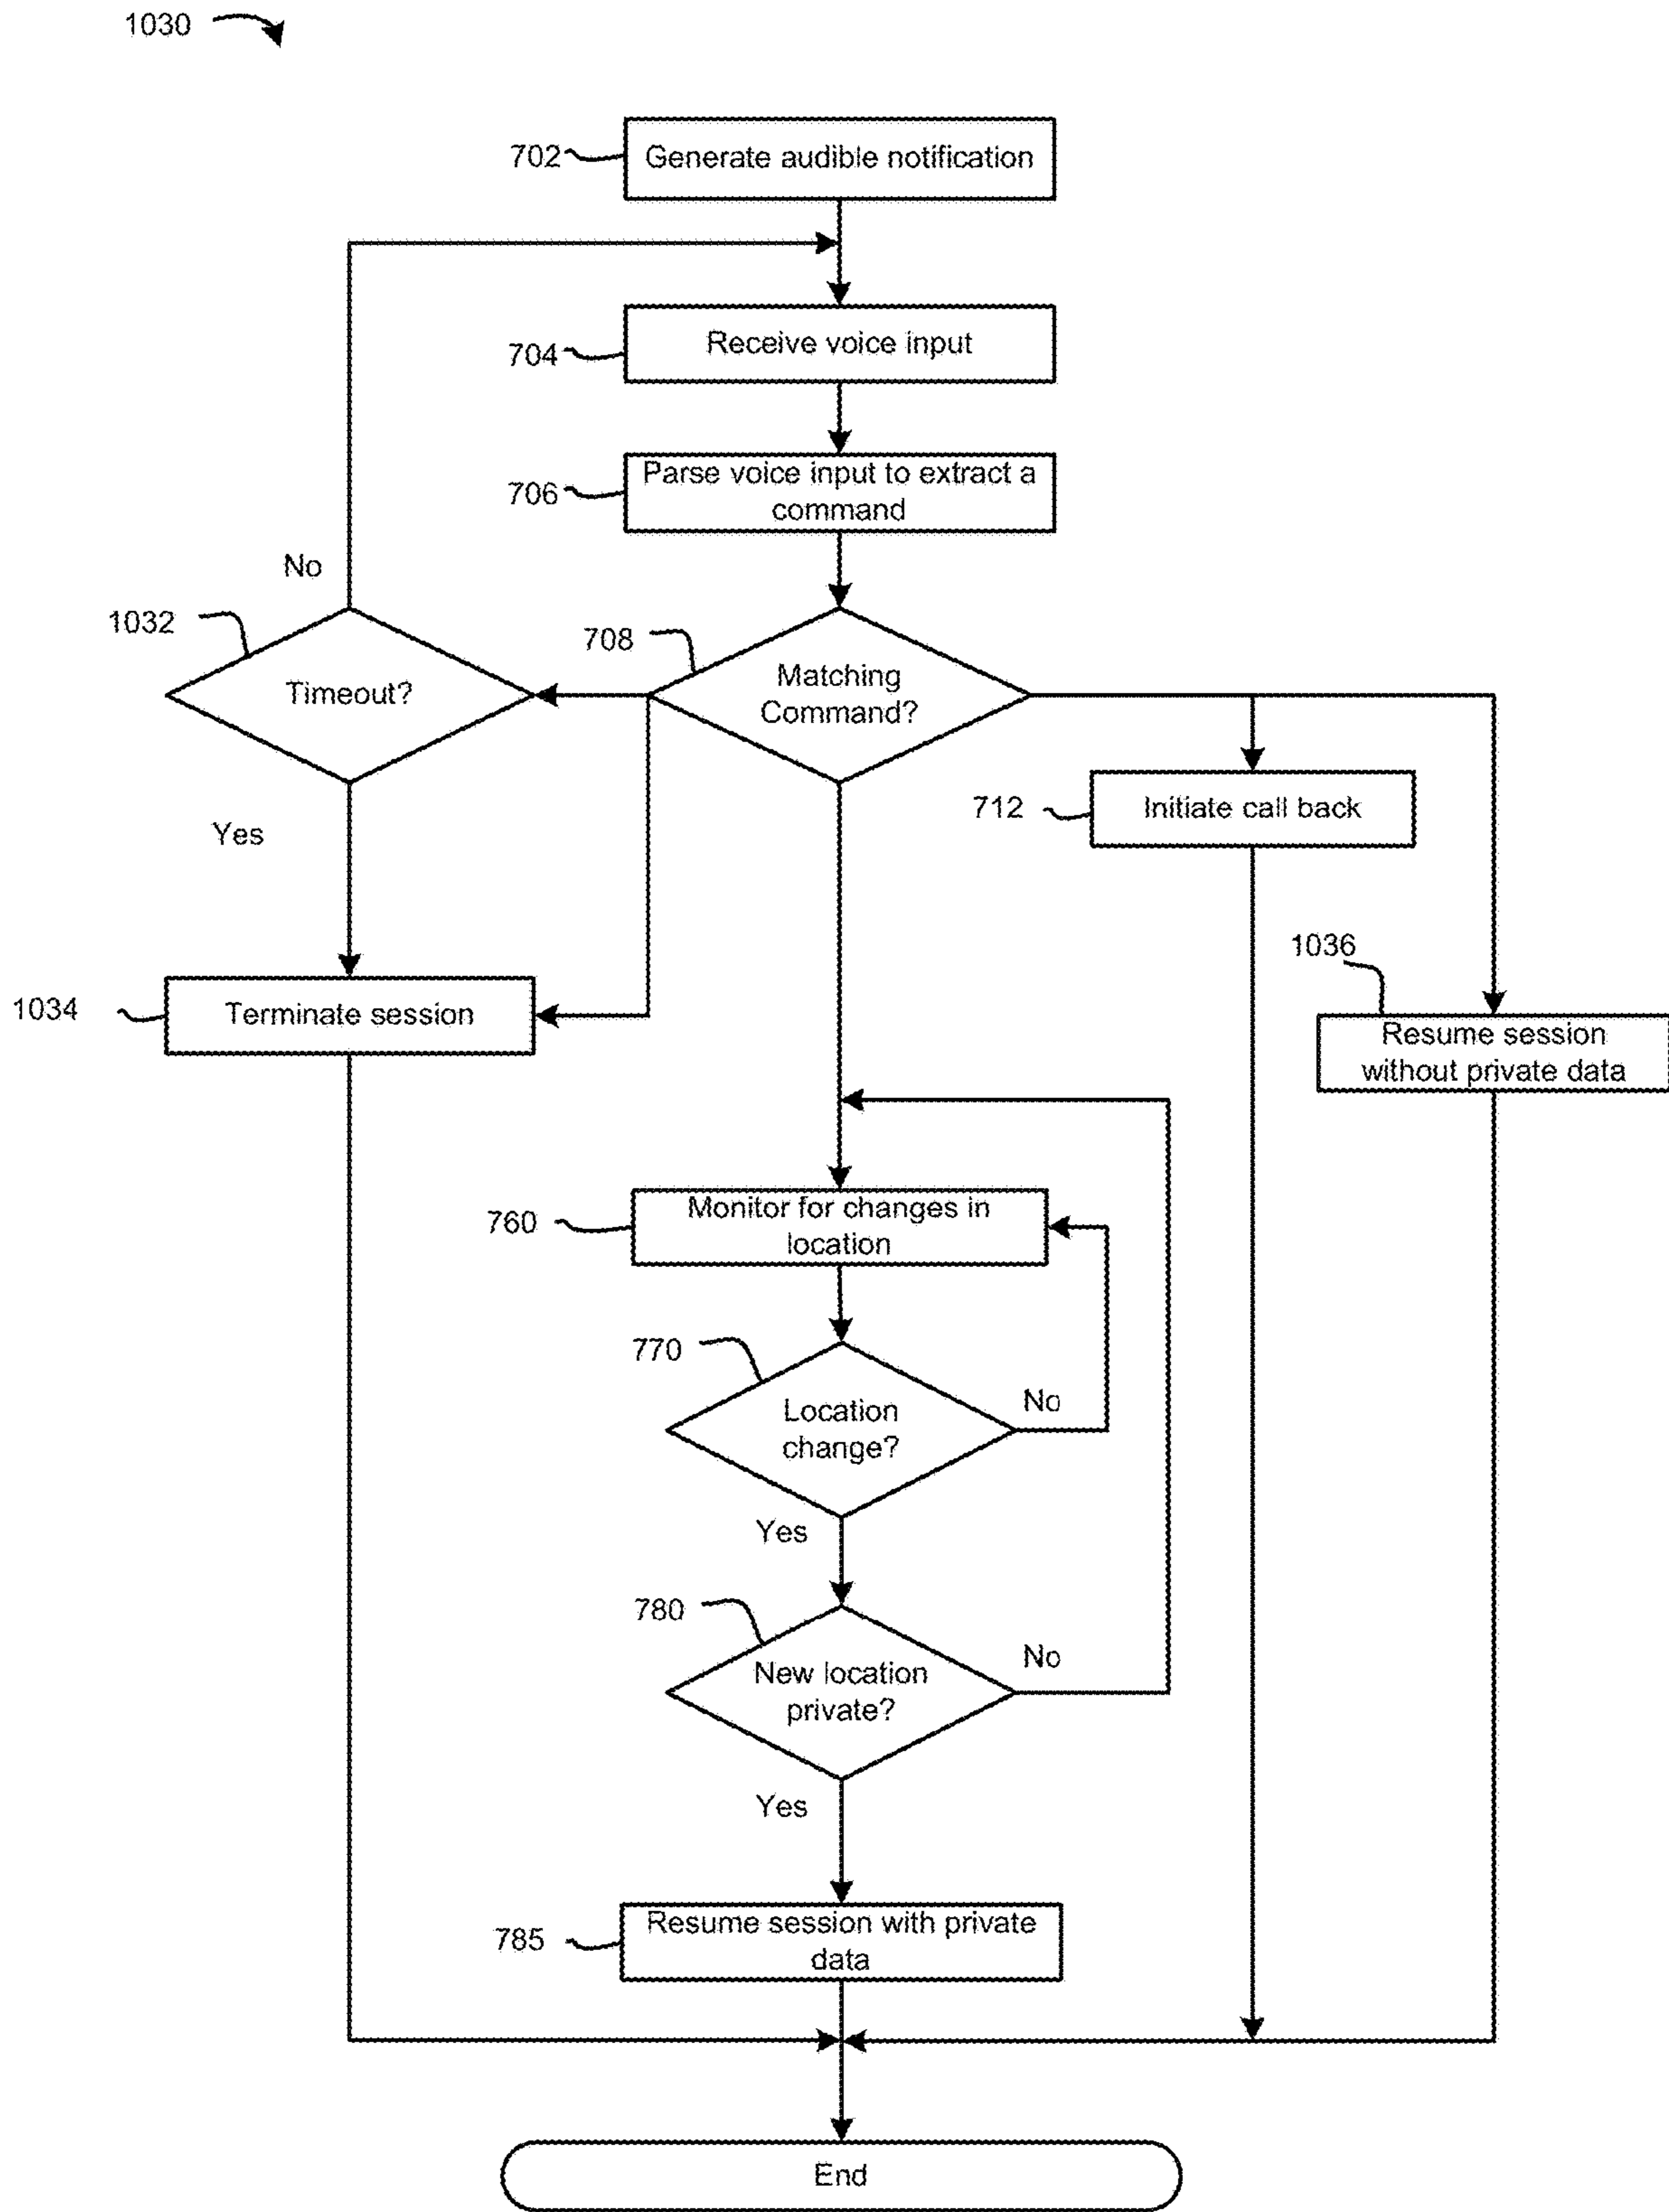 1030
702
Generate audible notification
704
Receive voice input
706
Parse voice input to extract a
command
No
1032
Timeout?
708
Matching
Command?
712
Initiate call back
Yes
1034
Terminate session
1036
Resume session
without private data
760
Monitor for changes in
location
770
Location
change?
No
Yes
780
New location
private?
No
Yes
785
Resume session with private
data
End